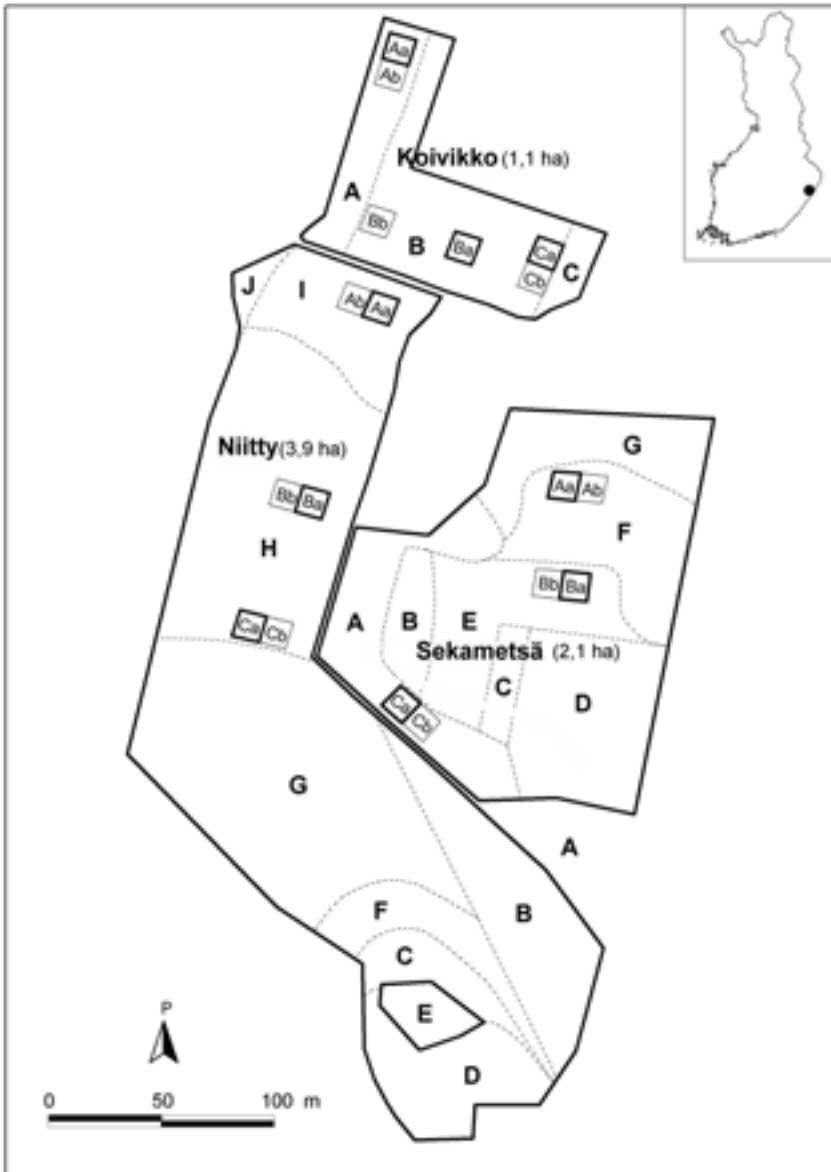 Aa
Ab
Koivikko (1,1 ha)
A
Bb
B
Ba
Ca
C
Cb
J
I
Ab Aa
G
Niitty (3,9 ha)
Aa Ab
Bb Ba
F
H
Bb Ba
Ca Cb
A
B
E
Sekametsä (2,1 ha)
C
D
Ca
Cb
G
A
F
B
C
E
P
D
0 50 100 m